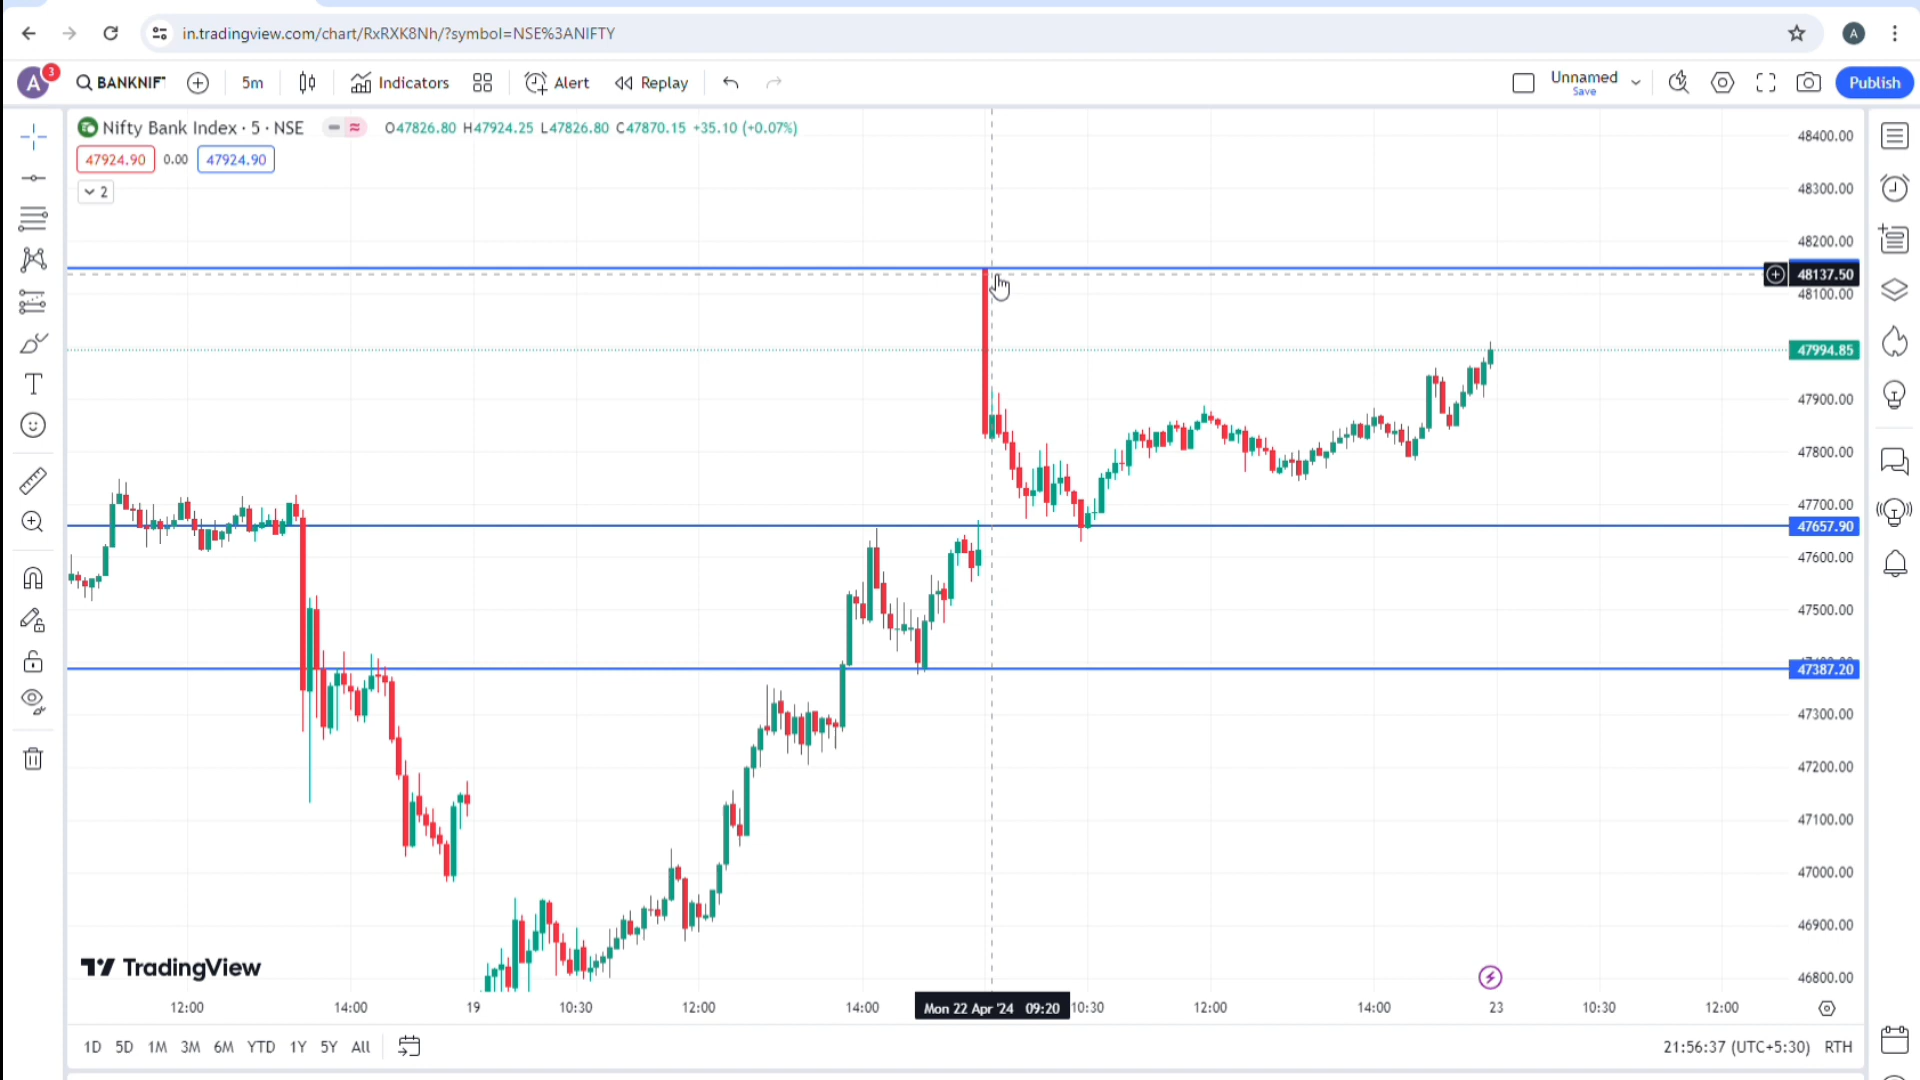 in.tradingview.com/chart/RxRXK8Nh/?symbol=NSE%3ANIFTY
A
A 3 BANKNIF 5m Indicators Alert Replay
Unnamed
Save
Publish
Nifty Bank Index · 5 · NSE O47826.80 H47924.25 L47826.80 C47870.15 +35.10 (+0.07%)
47924.90 0.00 47924.90
2
48400.00
48300.00
48200.00
48137.50
48100.00
47994.85
47900.00
47800.00
47700.00
47657.90
47600.00
47500.00
47387.20
47300.00
47200.00
47100.00
47000.00
46900.00
46800.00
TradingView
12:00 14:00 19 10:30 12:00 14:00 Mon 22 Apr '24 09:20 10:30 12:00 14:00 23 10:30 12:00
1D 5D 1M 3M 6M YTD 1Y 5Y All
21:56:37 (UTC+5:30) RTH